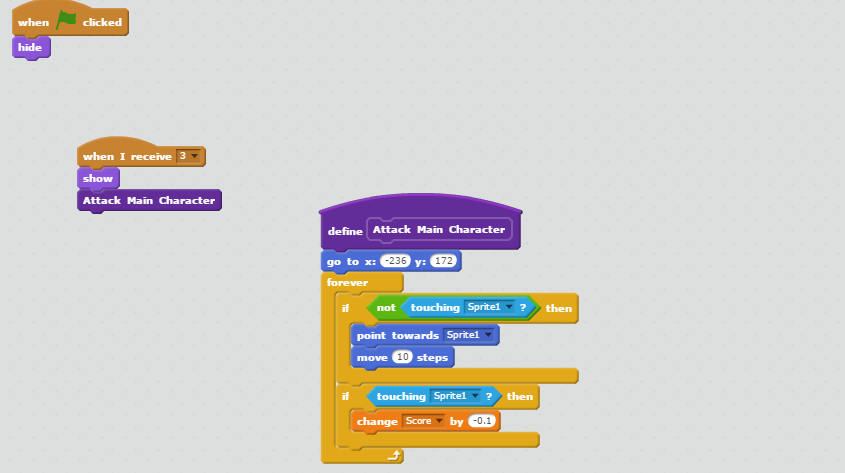 when clicked
hide
when I receive 3
show
Attack Main Character
define Attack Main Character
go to x: -236 y: 172
forever
if not touching Sprite1 ? then
point towards Sprite1
move 10 steps
if touching Sprite1 ? then
change Score by -0.1